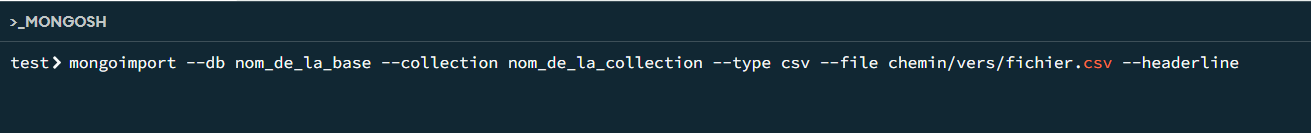 >_MONGOSH
test> mongoimport --db nom_de_la_base --collection nom_de_la_collection --type csv --file chemin/vers/fichier.csv --headerline